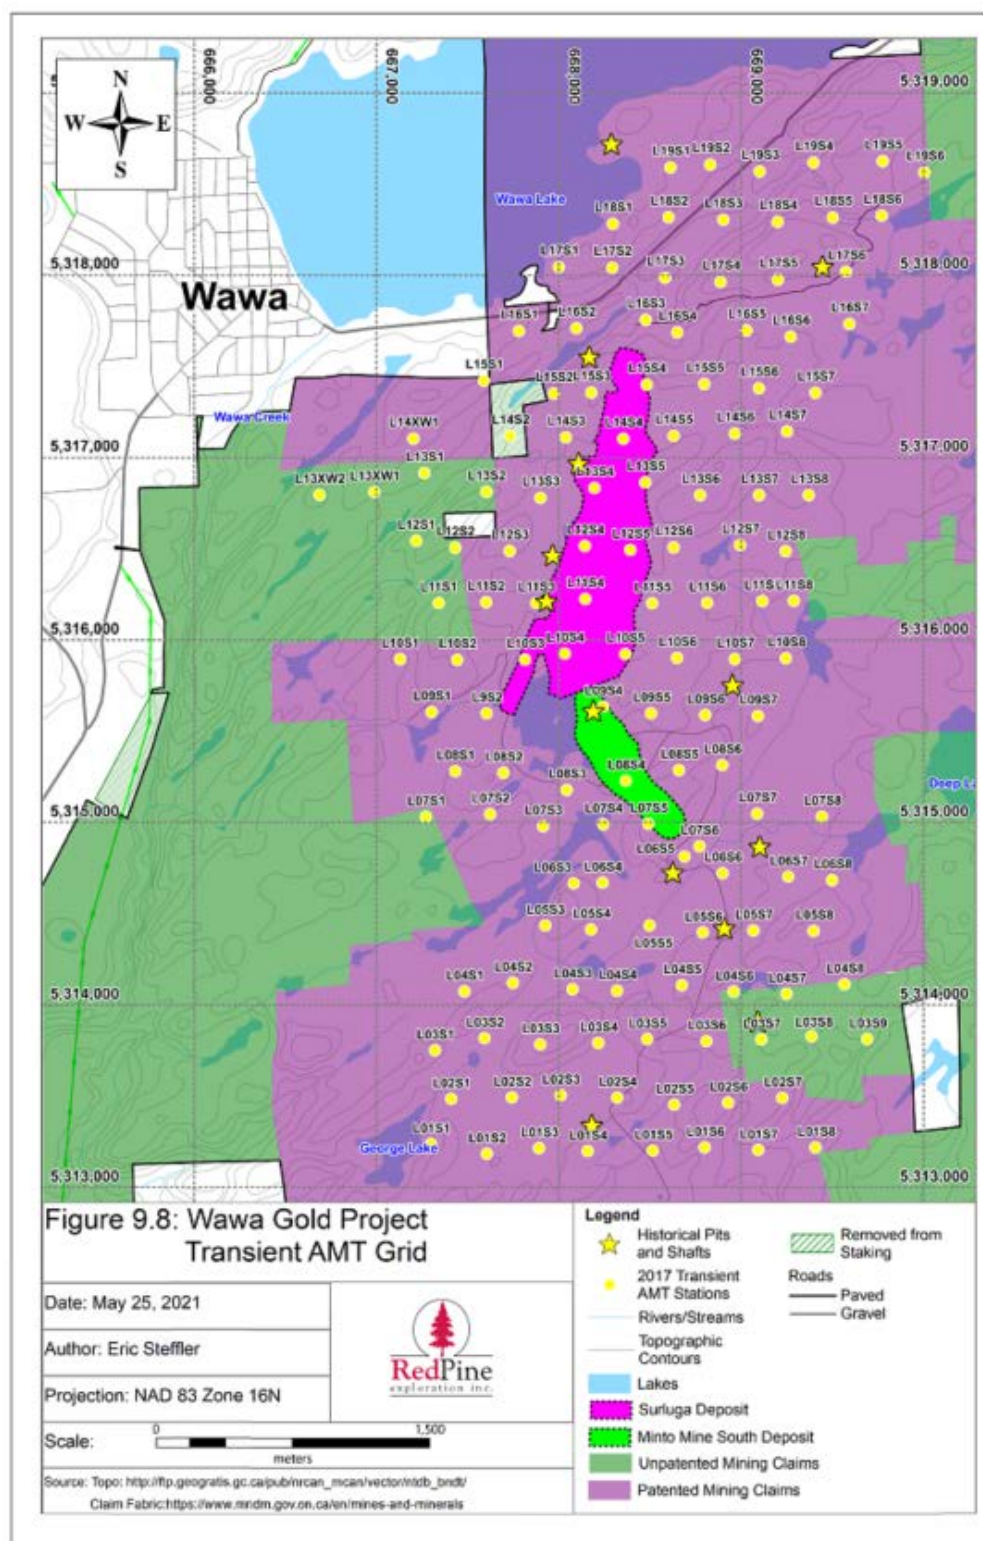 N
W E
S
666,000
667,000
668,000
669,000
5,319,000
5,319,000
L19S1
L19S2
L19S3
L19S4
L19S5
L19S6
Wawa Lake
L18S1
L18S2
L18S3
L18S4
L18S5
L18S6
5,318,000
L17S1
L17S2
L17S3
L17S4
L17S5
L17S6
5,318,000
Wawa
L16S1
L16S2
L16S3
L16S4
L16S5
L16S6
L16S7
L15S1
L15S2
L15S3
L15S4
L15S5
L15S6
L15S7
Wawa Creek
5,317,000
L14XW1
L14S2
L14S3
L14S4
L14S5
L14S6
L14S7
5,317,000
L13XW2
L13XW1
L13S1
L13S2
L13S3
L13S4
L13S5
L13S6
L13S7
L13S8
L12S1
L12S2
L12S3
L12S4
L12S5
L12S6
L12S7
L12S8
L11S1
L11S2
L11S3
L11S4
L11S5
L11S6
L11S
L11S8
5,316,000
5,316,000
L10S1
L10S2
L10S3
L10S4
L10S5
L10S6
L10S7
L10S8
L09S1
L9S2
L09S4
L09S5
L09S6
L09S7
L08S1
L08S2
L08S3
L08S4
L08S5
L08S6
Deep La
5,315,000
L07S1
L07S2
L07S3
L07S4
L07S5
L07S6
L07S7
L07S8
5,315,000
L06S3
L06S4
L06S5
L06S6
L06S7
L06S8
L05S3
L05S4
L05S5
L05S6
L05S7
L05S8
5,314,000
L04S1
L04S2
L04S3
L04S4
L04S5
L04S6
L04S7
L04S8
5,314,000
L03S1
L03S2
L03S3
L03S4
L03S5
L03S6
L03S7
L03S8
L03S9
L02S1
L02S2
L02S3
L02S4
L02S5
L02S6
L02S7
George Lake
L01S1
L01S2
L01S3
L01S4
L01S5
L01S6
L01S7
L01S8
5,313,000
5,313,000
Figure 9.8: Wawa Gold Project
Transient AMT Grid
Date: May 25, 2021
Author: Eric Steffler
Projection: NAD 83 Zone 16N
RedPine
exploration inc.
Scale:
0 1,500
meters
Source: Topo: http://ftp.geogratis.gc.ca/pub/nrcan_rncan/vector/ntdb_bndt/
Claim Fabric:https://www.mndm.gov.on.ca/en/mines-and-minerals
Legend
Historical Pits
and Shafts
2017 Transient
AMT Stations
Rivers/Streams
Topographic
Contours
Lakes
Surluga Deposit
Minto Mine South Deposit
Unpatented Mining Claims
Patented Mining Claims
Removed from
Staking
Roads
Paved
Gravel